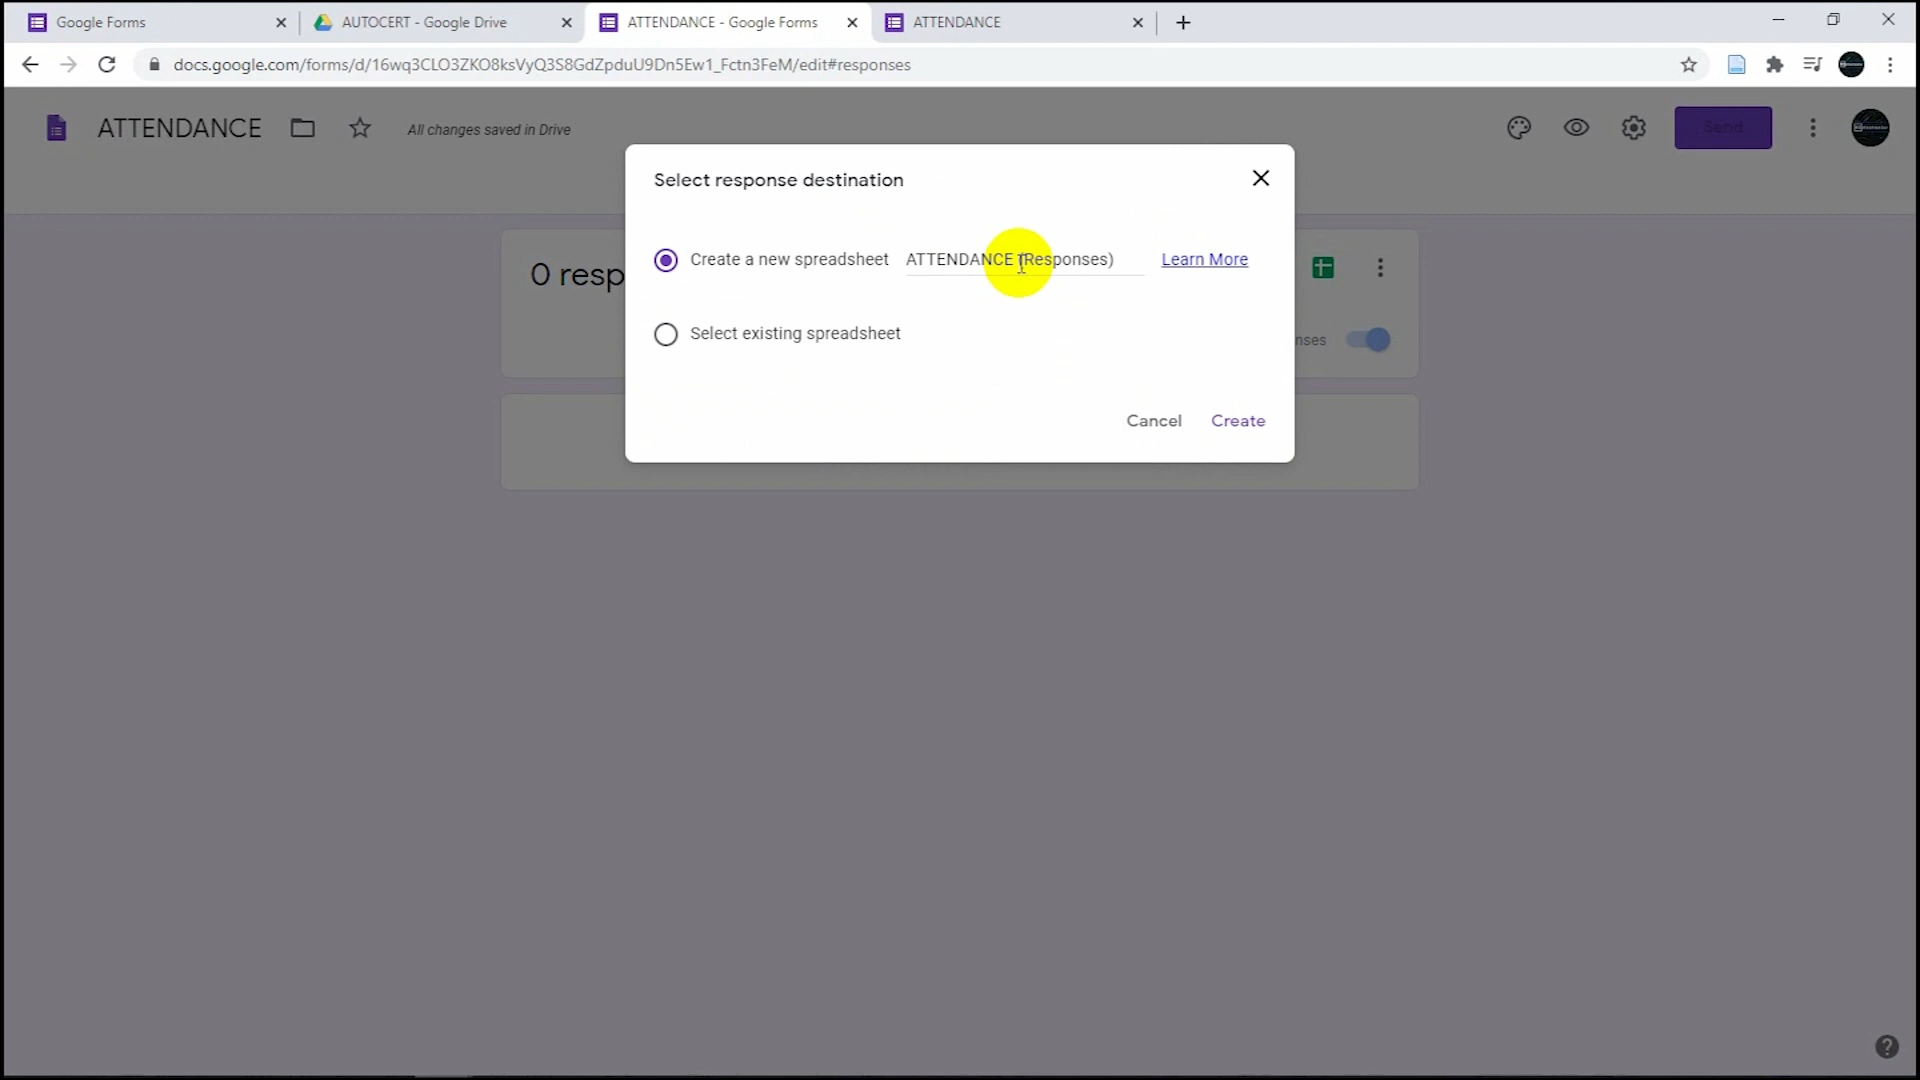 Google Forms
AUTOCERT - Google Drive
ATTENDANCE - Google Forms
ATTENDANCE
docs.google.com/forms/d/16wq3CLO3ZKO8ksVyQ3S8GdZpduU9Dn5Ew1_Fctn3FeM/edit#responses
ATTENDANCE
All changes saved in Drive
Send
Select response destination
Create a new spreadsheet
ATTENDANCE (Responses)
Learn More
0 resp
Select existing spreadsheet
nses
Cancel
Create